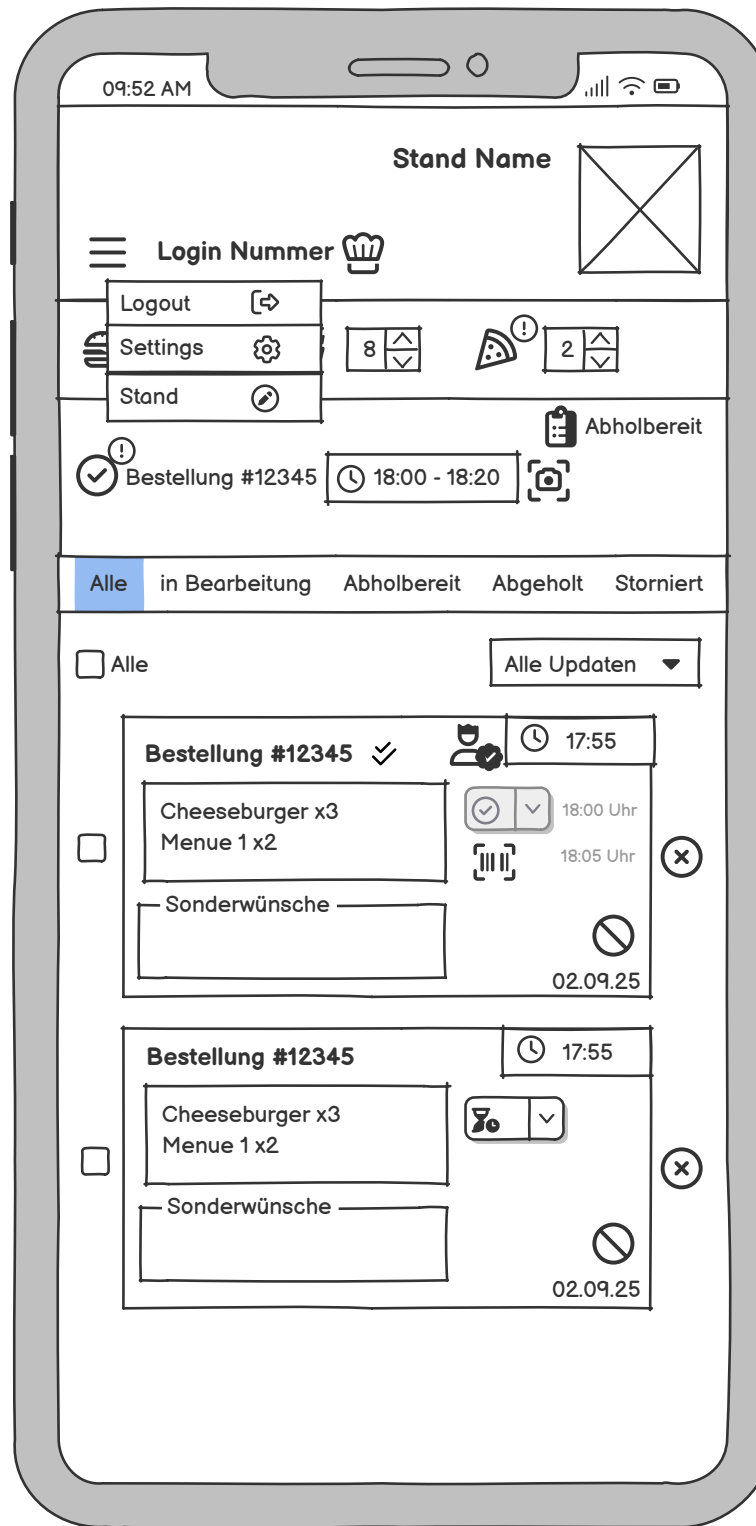 09:52 AM
Stand Name
Login Nummer
Logout
Settings
Stand
8
2
Abholbereit
Bestellung #12345
18:00 - 18:20
Alle in Bearbeitung Abholbereit Abgeholt Storniert
Alle
Alle Updaten
Bestellung #12345
17:55
Cheeseburger x3
Menue 1 x2
18:00 Uhr
18:05 Uhr
Sonderwünsche
02.09.25
Bestellung #12345
17:55
Cheeseburger x3
Menue 1 x2
Sonderwünsche
02.09.25